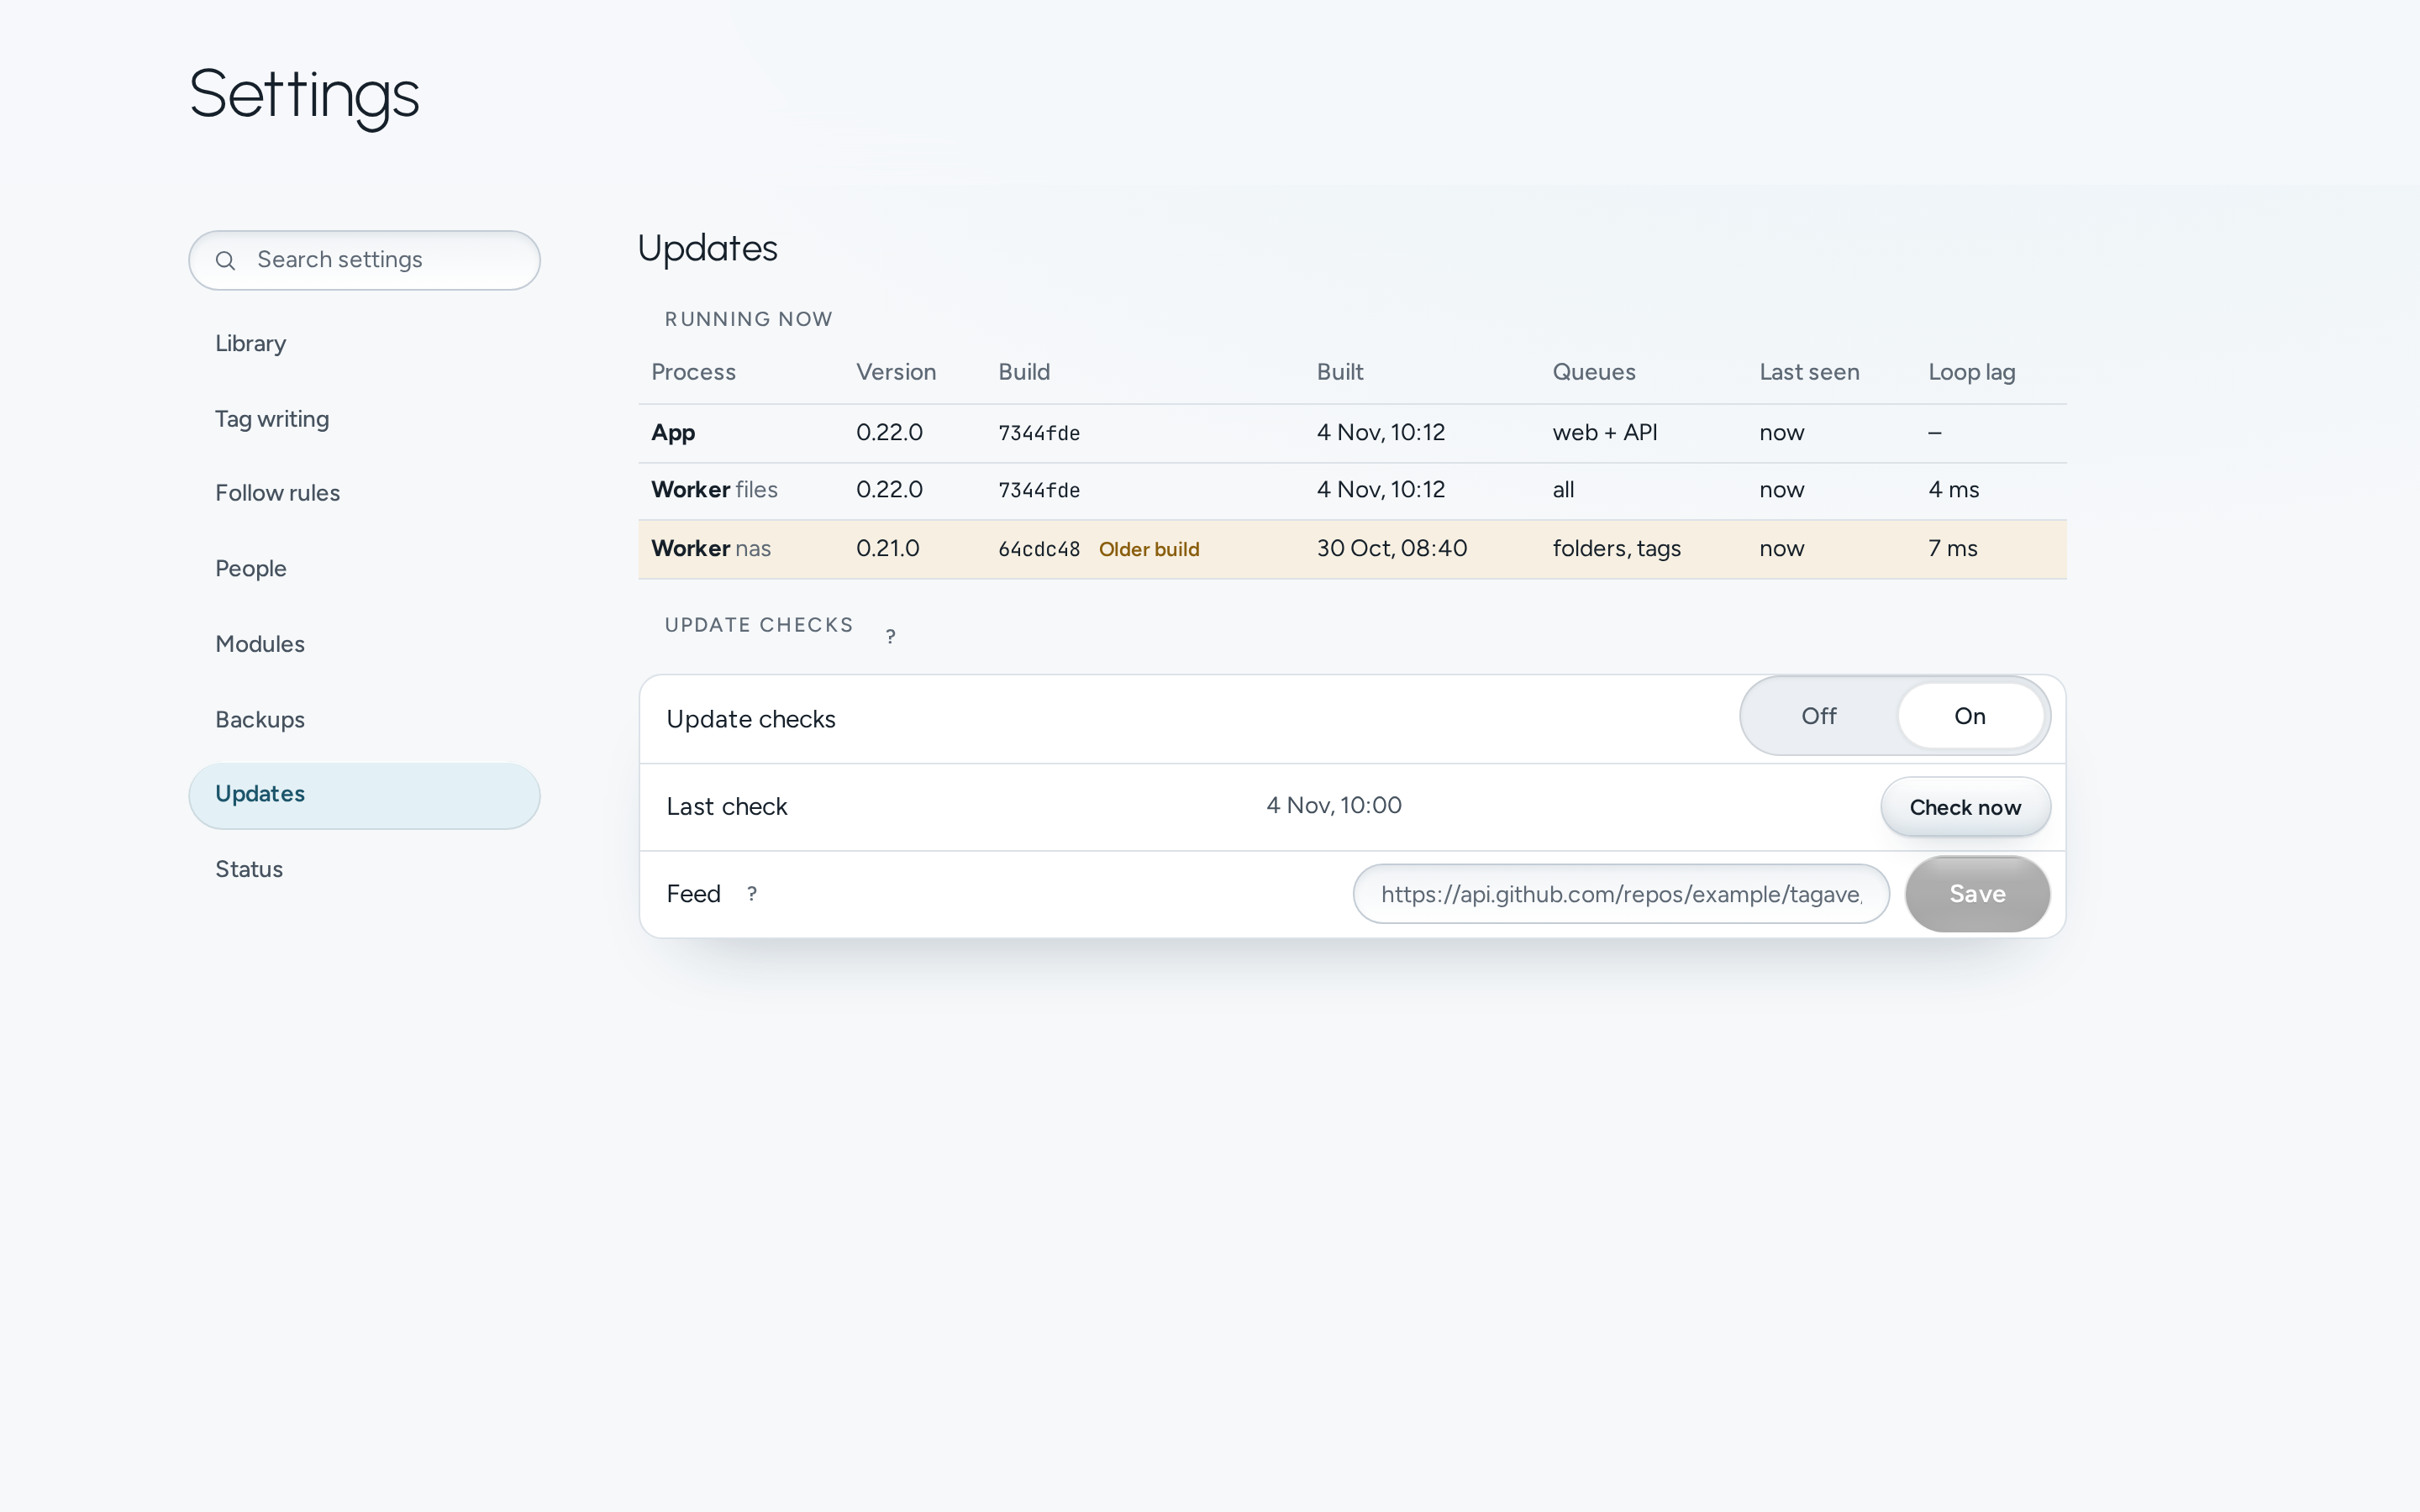 Settings
Search settings
Library
Tag writing
Follow rules
People
Modules
Backups
Updates
Status
Updates
RUNNING NOW
Process Version Build Built Queues Last seen Loop lag
App 0.22.0 7344fde 4 Nov, 10:12 web + API now –
Worker files 0.22.0 7344fde 4 Nov, 10:12 all now 4 ms
Worker nas 0.21.0 64cdc48 Older build 30 Oct, 08:40 folders, tags now 7 ms
UPDATE CHECKS ?
Update checks Off On
Last check 4 Nov, 10:00 Check now
Feed ? https://api.github.com/repos/example/tagave Save